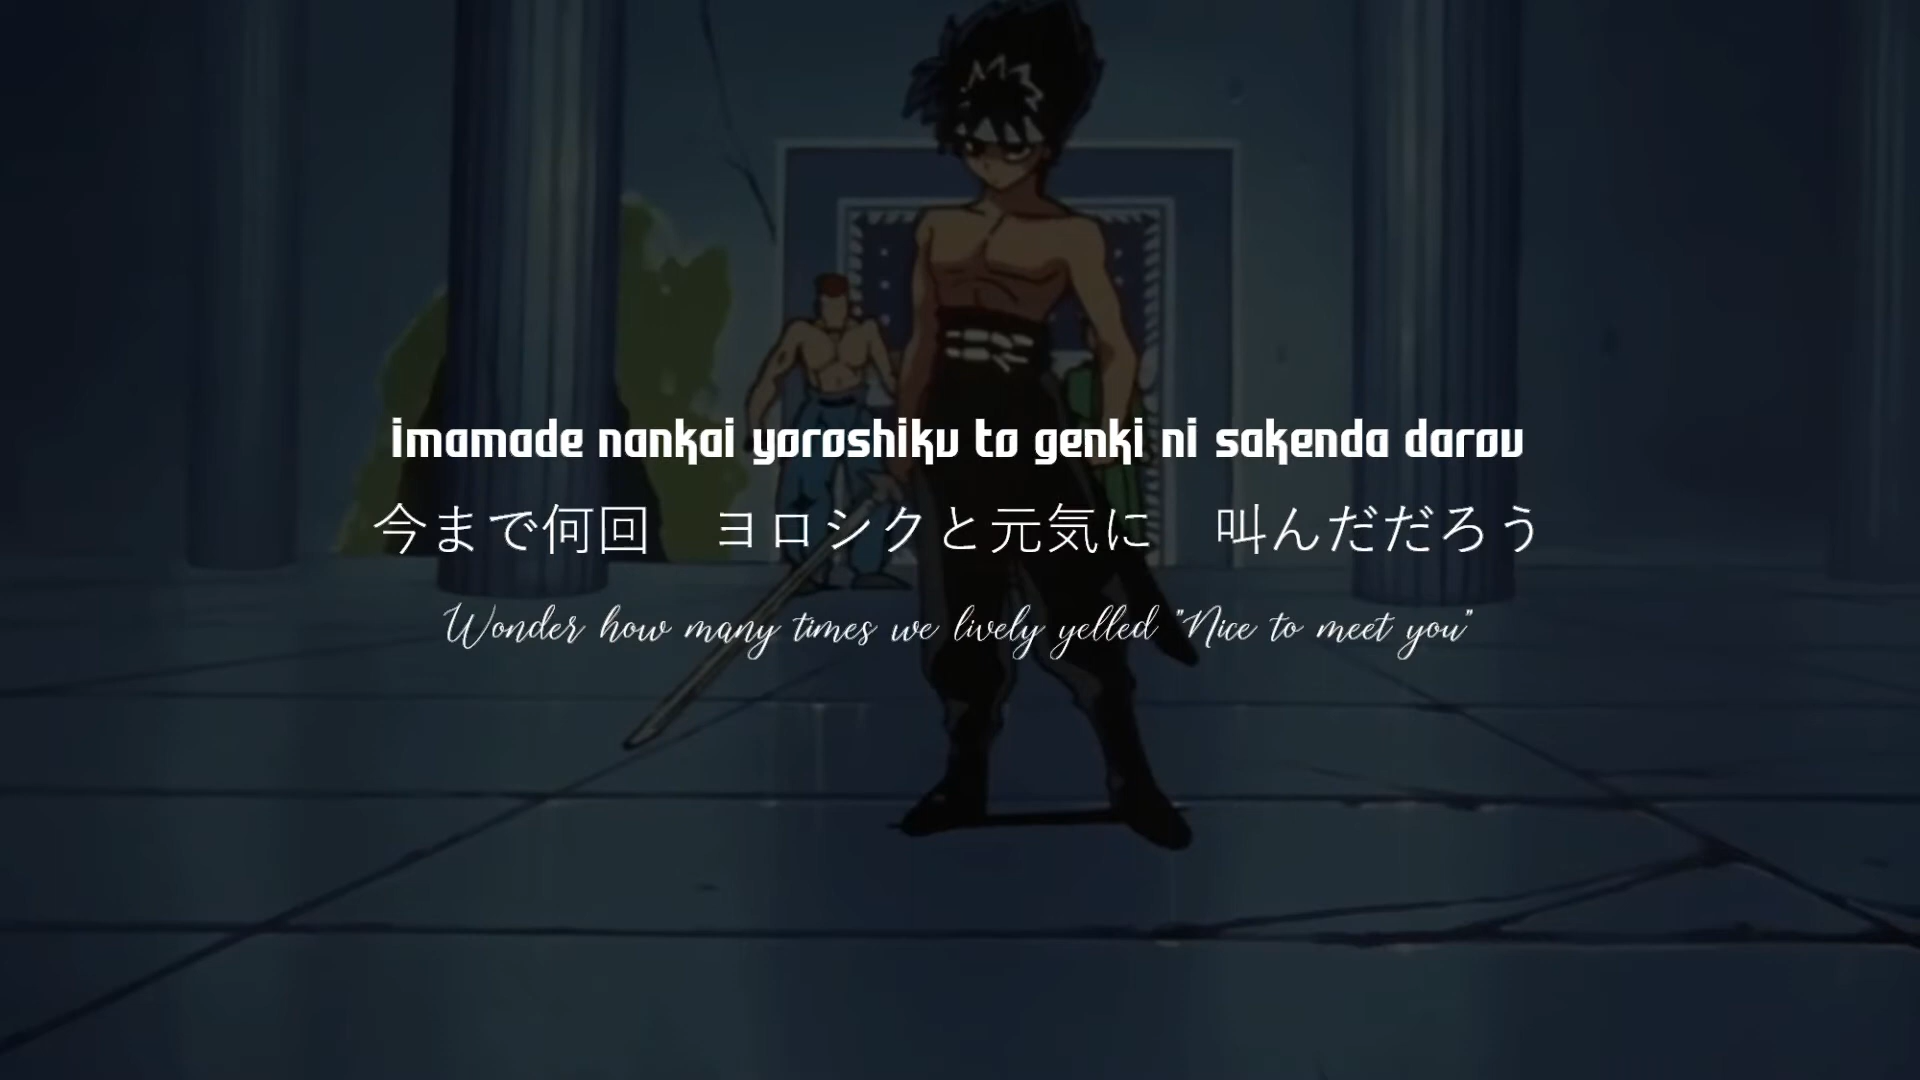 imamade nankai yoroshiku to genki ni sakenda darou
今まで何回　ヨロシクと元気に　叫んだだろう
Wonder how many times we lively yelled "Nice to meet you"